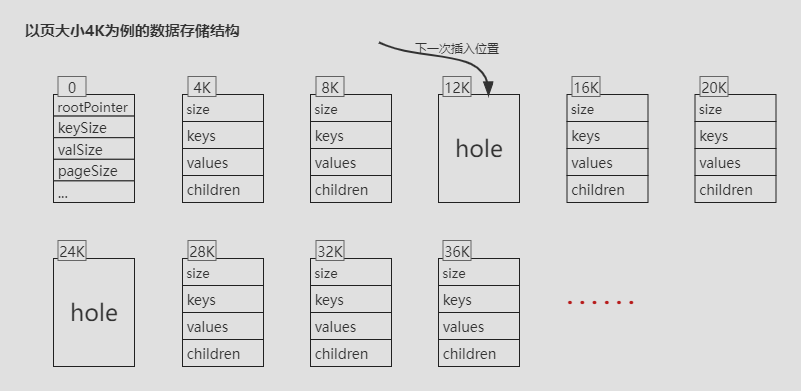 以页大小4K为例的数据存储结构
下一次插入位置
0
4K
8K
12K
16K
20K
rootPointer
keySize
valSize
pageSize
...
size
keys
values
children
size
keys
values
children
hole
size
keys
values
children
size
keys
values
children
24K
28K
32K
36K
hole
size
keys
values
children
size
keys
values
children
size
keys
values
children
......